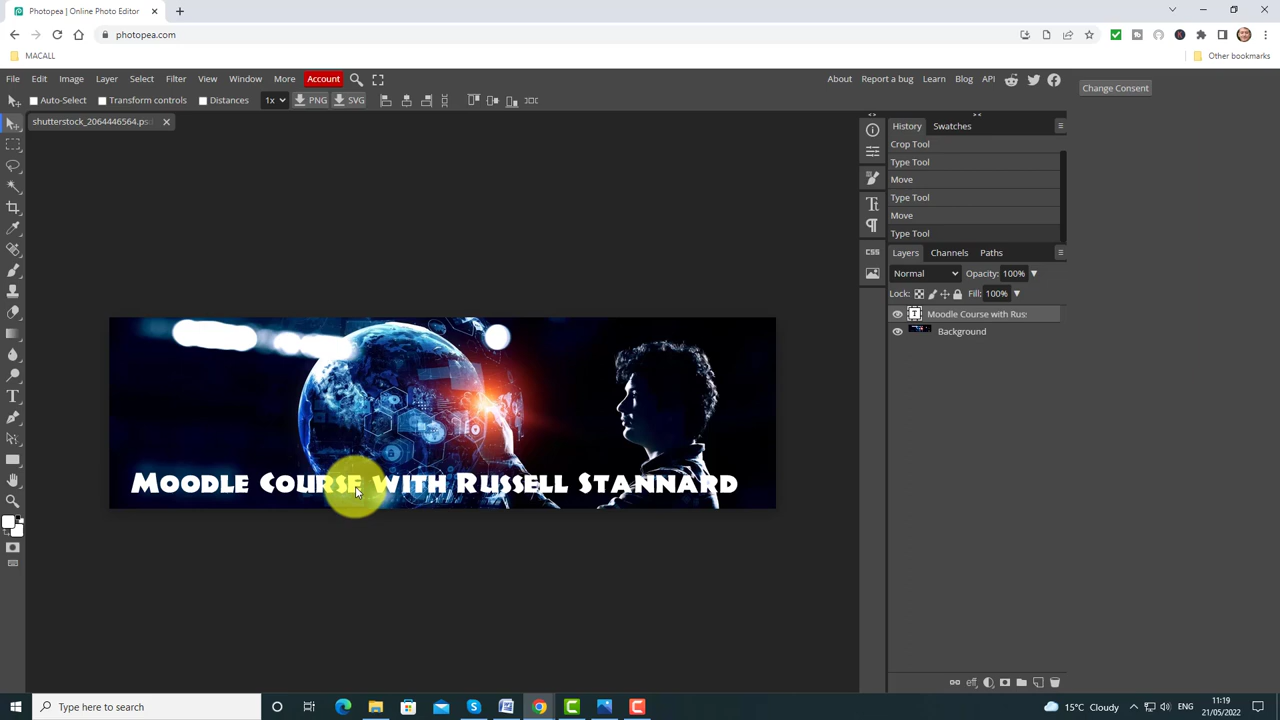 Photopea | Online Photo Editor
photopea.com
MACALL
Other bookmarks
File Edit Image Layer Select Filter View Window More Account
About Report a bug Learn Blog API
Change Consent
Auto-Select Transform controls Distances 1x PNG SVG
shutterstock_2064446564.psd
History Swatches
Crop Tool
Type Tool
Move
Type Tool
Move
Type Tool
CSS
Layers Channels Paths
Normal Opacity: 100%
Lock: Fill: 100%
Moodle Course with Rus
Background
Moodle Course with Russell Stannard
eff
Type here to search
15°C Cloudy ENG
11:19
21/05/2022